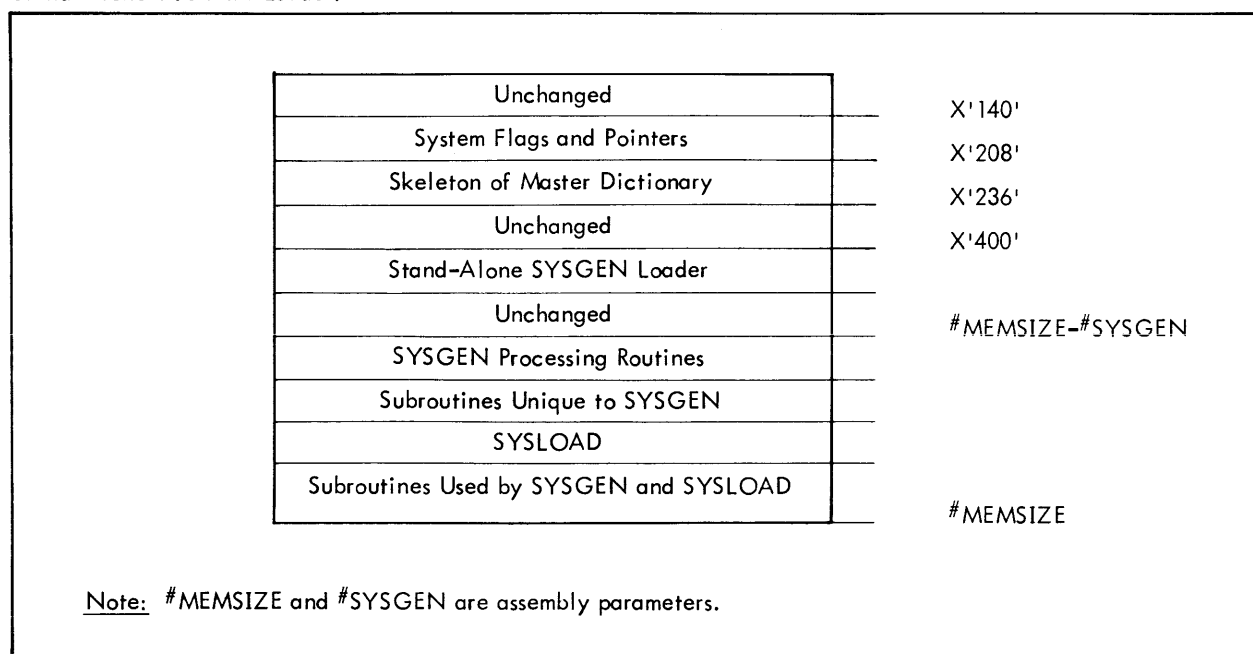 Unchanged
X'140'
System Flags and Pointers
X'208'
Skeleton of Master Dictionary
X'236'
Unchanged
X'400'
Stand-Alone SYSGEN Loader
Unchanged
#MEMSIZE-#SYSGEN
SYSGEN Processing Routines
Subroutines Unique to SYSGEN
SYSLOAD
Subroutines Used by SYSGEN and SYSLOAD
#MEMSIZE
Note: #MEMSIZE and #SYSGEN are assembly parameters.